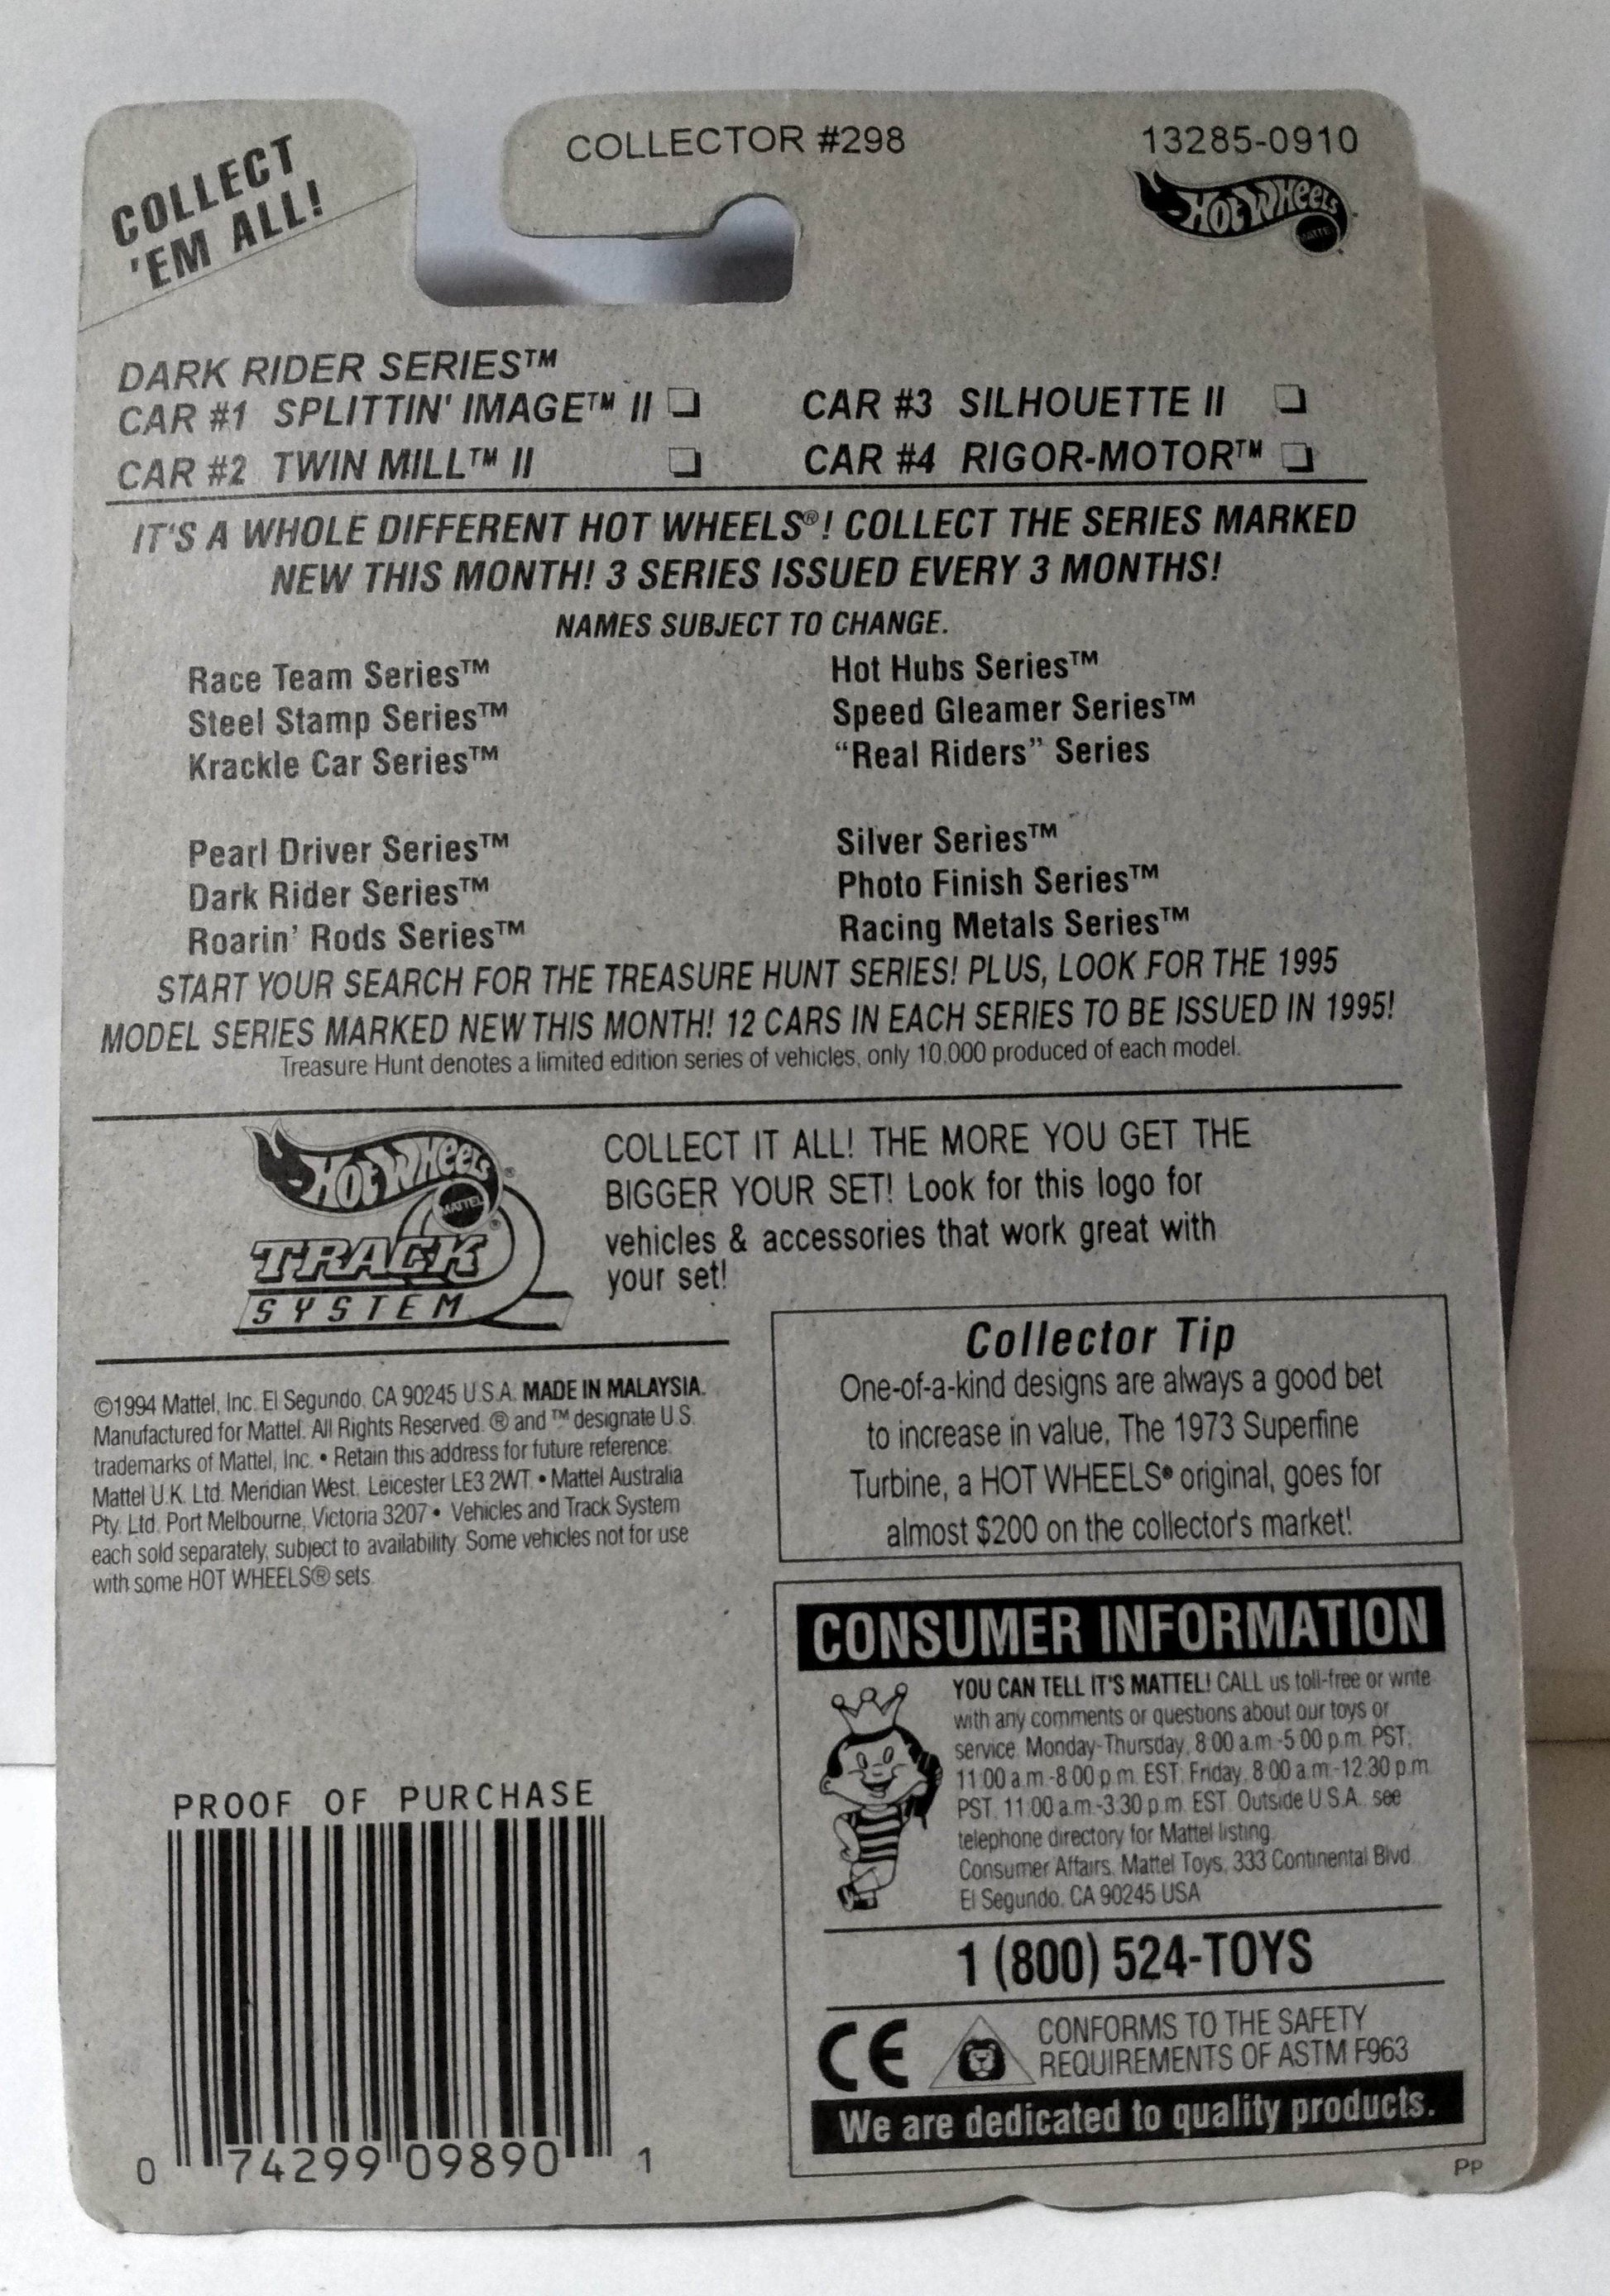 COLLECT
'EM ALL!
COLLECTOR #298
13285-0910
HOT WHEELS
MATTEL
DARK RIDER SERIES™
CAR #1 SPLITTIN' IMAGE™ II ❏
CAR #2 TWIN MILL™ II ❏
CAR #3 SILHOUETTE II ❏
CAR #4 RIGOR-MOTOR™ ❏
IT'S A WHOLE DIFFERENT HOT WHEELS®! COLLECT THE SERIES MARKED
NEW THIS MONTH! 3 SERIES ISSUED EVERY 3 MONTHS!
NAMES SUBJECT TO CHANGE.
Race Team Series™
Steel Stamp Series™
Krackle Car Series™
Pearl Driver Series™
Dark Rider Series™
Roarin' Rods Series™
Hot Hubs Series™
Speed Gleamer Series™
“Real Riders” Series
Silver Series™
Photo Finish Series™
Racing Metals Series™
START YOUR SEARCH FOR THE TREASURE HUNT SERIES! PLUS, LOOK FOR THE 1995
MODEL SERIES MARKED NEW THIS MONTH! 12 CARS IN EACH SERIES TO BE ISSUED IN 1995!
Treasure Hunt denotes a limited edition series of vehicles, only 10,000 produced of each model.
HOT WHEELS®
MATTEL®
TRACK
SYSTEM
COLLECT IT ALL! THE MORE YOU GET THE
BIGGER YOUR SET! Look for this logo for
vehicles & accessories that work great with
your set!
©1994 Mattel, Inc. El Segundo, CA 90245 U.S.A. MADE IN MALAYSIA.
Manufactured for Mattel. All Rights Reserved. ® and ™ designate U.S.
trademarks of Mattel, Inc. • Retain this address for future reference:
Mattel U.K. Ltd. Meridian West, Leicester LE3 2WT. • Mattel Australia
Pty. Ltd. Port Melbourne, Victoria 3207 • Vehicles and Track System
each sold separately, subject to availability. Some vehicles not for use
with some HOT WHEELS® sets.
Collector Tip
One-of-a-kind designs are always a good bet
to increase in value, The 1973 Superfine
Turbine, a HOT WHEELS® original, goes for
almost $200 on the collector's market!
CONSUMER INFORMATION
YOU CAN TELL IT'S MATTEL! CALL us toll-free or write
with any comments or questions about our toys or
service. Monday-Thursday, 8:00 a.m.-5:00 p.m. PST;
11:00 a.m.-8:00 p.m. EST; Friday, 8:00 a.m.-12:30 p.m.
PST, 11:00 a.m.-3:30 p.m. EST. Outside U.S.A., see
telephone directory for Mattel listing.
Consumer Affairs, Mattel Toys, 333 Continental Blvd.
El Segundo, CA 90245 USA
1 (800) 524-TOYS
CE
CONFORMS TO THE SAFETY
REQUIREMENTS OF ASTM F963
We are dedicated to quality products.
PROOF OF PURCHASE
0 74299 09890 1
PP